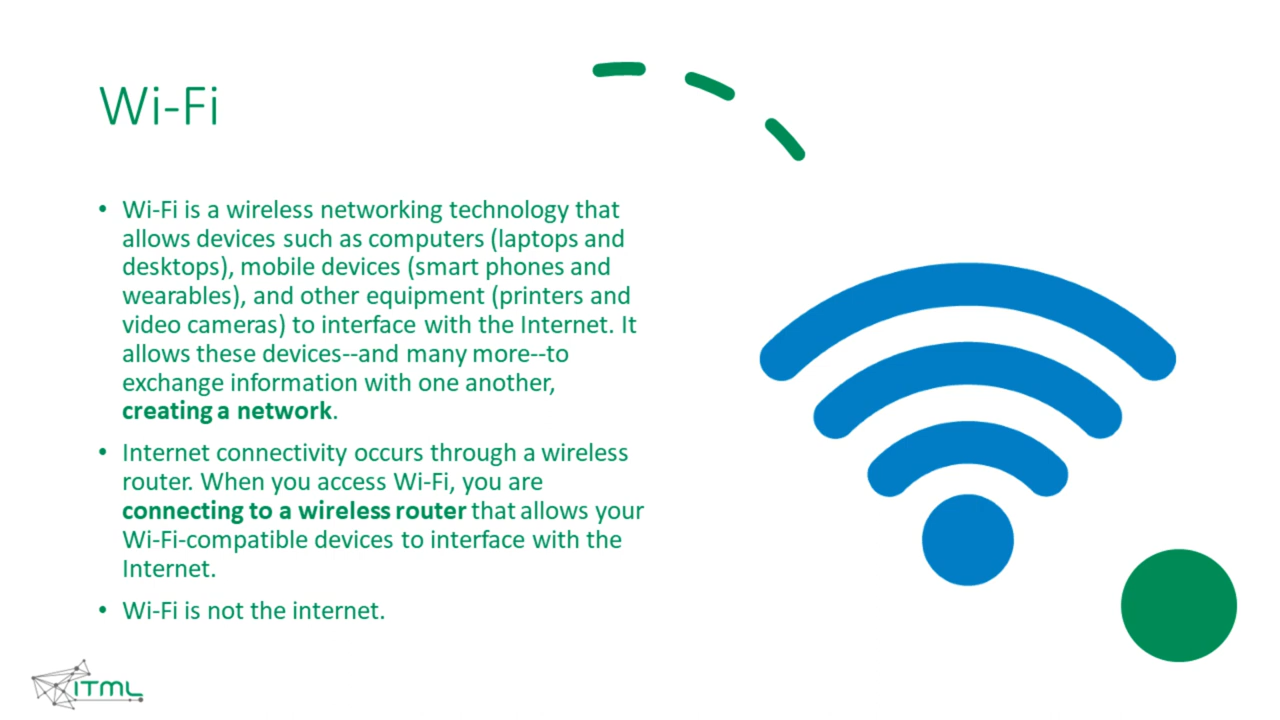 Wi-Fi
• Wi-Fi is a wireless networking technology that
allows devices such as computers (laptops and
desktops), mobile devices (smart phones and
wearables), and other equipment (printers and
video cameras) to interface with the Internet. It
allows these devices--and many more--to
exchange information with one another,
creating a network.
• Internet connectivity occurs through a wireless
router. When you access Wi-Fi, you are
connecting to a wireless router that allows your
Wi-Fi-compatible devices to interface with the
Internet.
• Wi-Fi is not the internet.
ITML